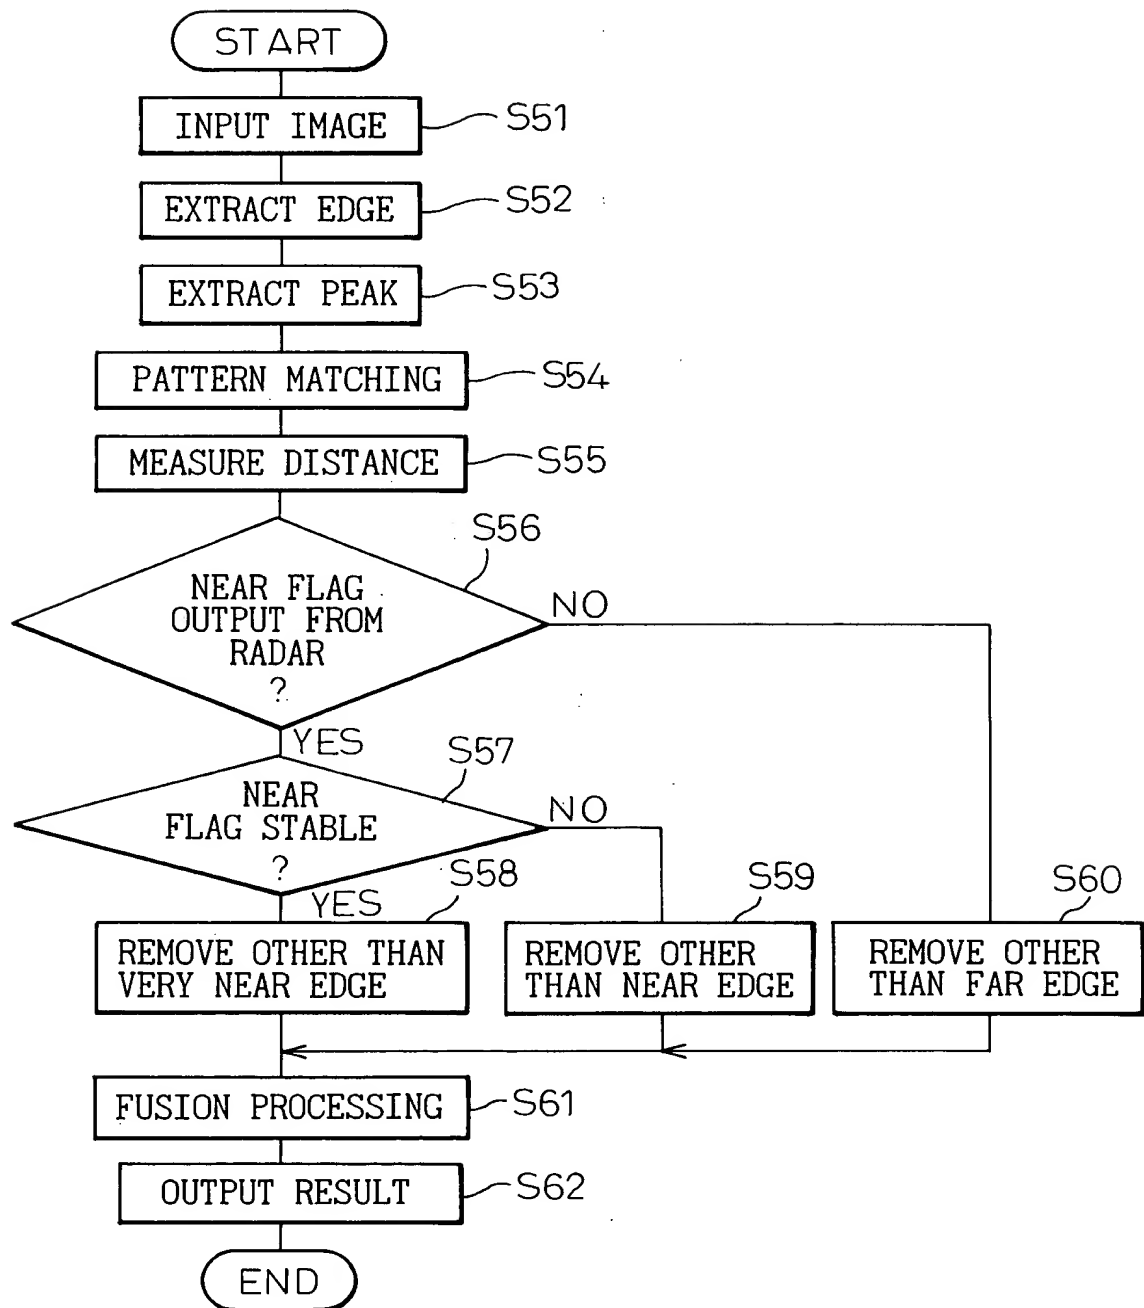 START
INPUT IMAGE
S51
EXTRACT EDGE
S52
EXTRACT PEAK
S53
PATTERN MATCHING
S54
MEASURE DISTANCE
S55
S56
NEAR FLAG
OUTPUT FROM
RADAR
?
NO
YES
S57
NEAR
FLAG STABLE
?
NO
YES
S58
REMOVE OTHER THAN
VERY NEAR EDGE
S59
REMOVE OTHER
THAN NEAR EDGE
S60
REMOVE OTHER
THAN FAR EDGE
FUSION PROCESSING
S61
OUTPUT RESULT
S62
END